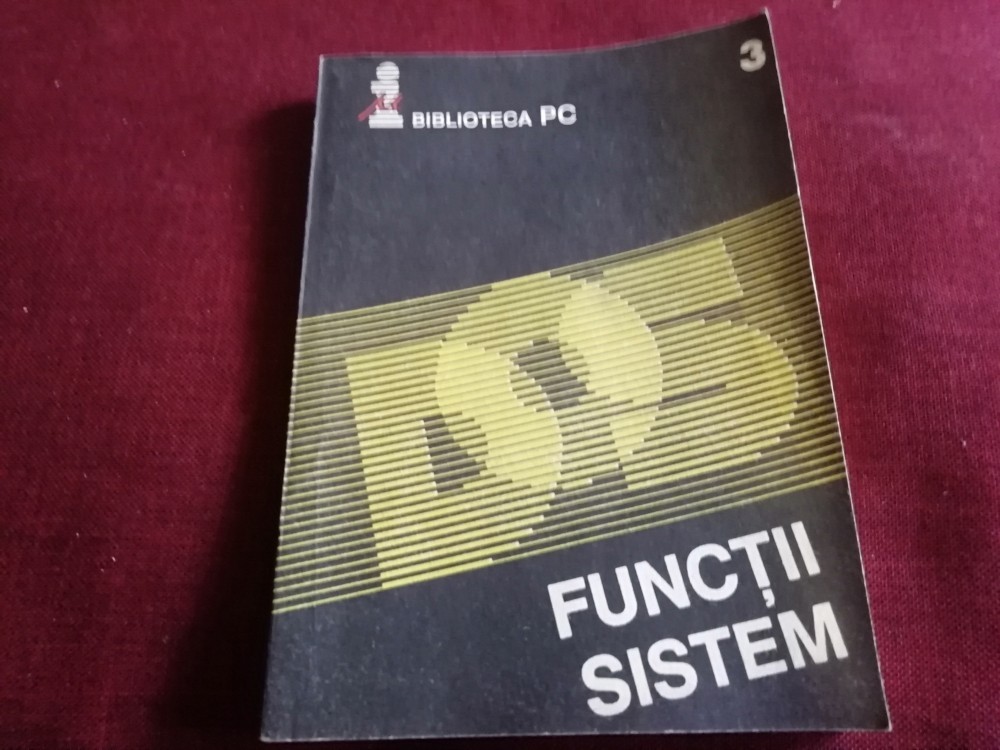 3
BIBLIOTECA PC
DOS
FUNCȚII
SISTEM